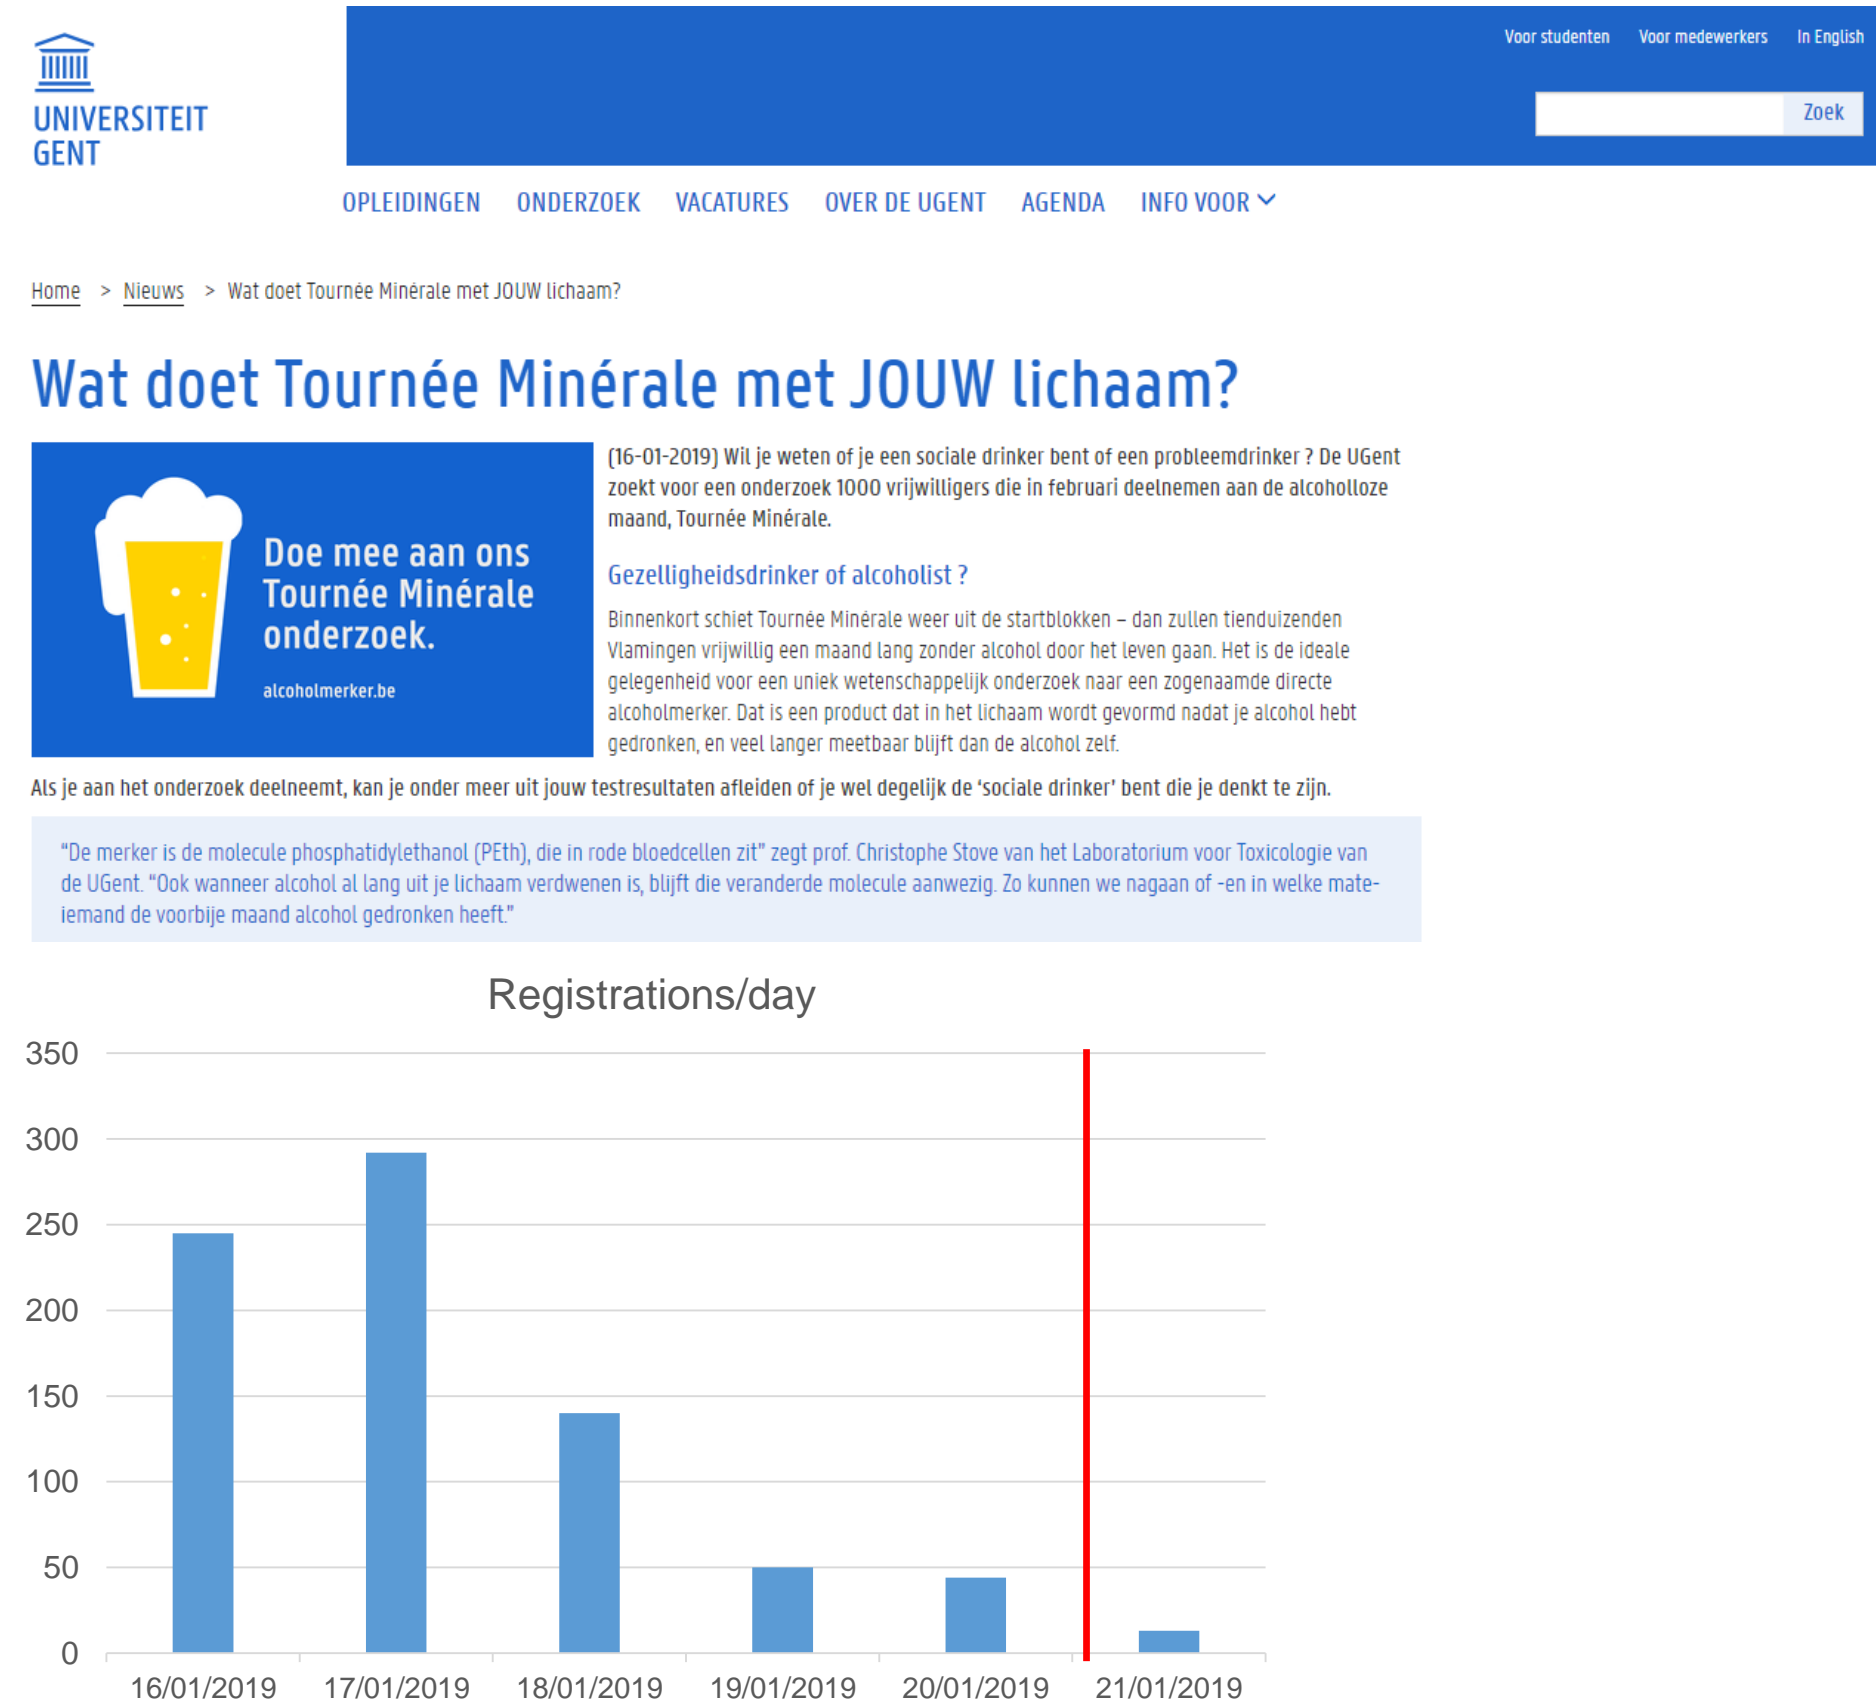 UNIVERSITEIT
GENT
Voor studenten Voor medewerkers In English
Zoek
OPLEIDINGEN ONDERZOEK VACATURES OVER DE UGENT AGENDA INFO VOOR
Home > Nieuws > Wat doet Tournée Minérale met JOUW lichaam?
Wat doet Tournée Minérale met JOUW lichaam?
Doe mee aan ons
Tournée Minérale
onderzoek.
alcoholmerker.be
(16-01-2019) Wil je weten of je een sociale drinker bent of een probleemdrinker ? De UGent
zoekt voor een onderzoek 1000 vrijwilligers die in februari deelnemen aan de alcoholloze
maand, Tournée Minérale.
Gezelligheidsdrinker of alcoholist ?
Binnenkort schiet Tournée Minérale weer uit de startblokken – dan zullen tienduizenden
Vlamingen vrijwillig een maand lang zonder alcohol door het leven gaan. Het is de ideale
gelegenheid voor een uniek wetenschappelijk onderzoek naar een zogenaamde directe
alcoholmerker. Dat is een product dat in het lichaam wordt gevormd nadat je alcohol hebt
gedronken, en veel langer meetbaar blijft dan de alcohol zelf.
Als je aan het onderzoek deelneemt, kan je onder meer uit jouw testresultaten afleiden of je wel degelijk de ‘sociale drinker’ bent die je denkt te zijn.
“De merker is de molecule phosphatidylethanol (PEth), die in rode bloedcellen zit” zegt prof. Christophe Stove van het Laboratorium voor Toxicologie van
de UGent. “Ook wanneer alcohol al lang uit je lichaam verdwenen is, blijft die veranderde molecule aanwezig. Zo kunnen we nagaan of -en in welke mate-
iemand de voorbije maand alcohol gedronken heeft.”
Registrations/day
350
300
250
200
150
100
50
0
16/01/2019 17/01/2019 18/01/2019 19/01/2019 20/01/2019 21/01/2019